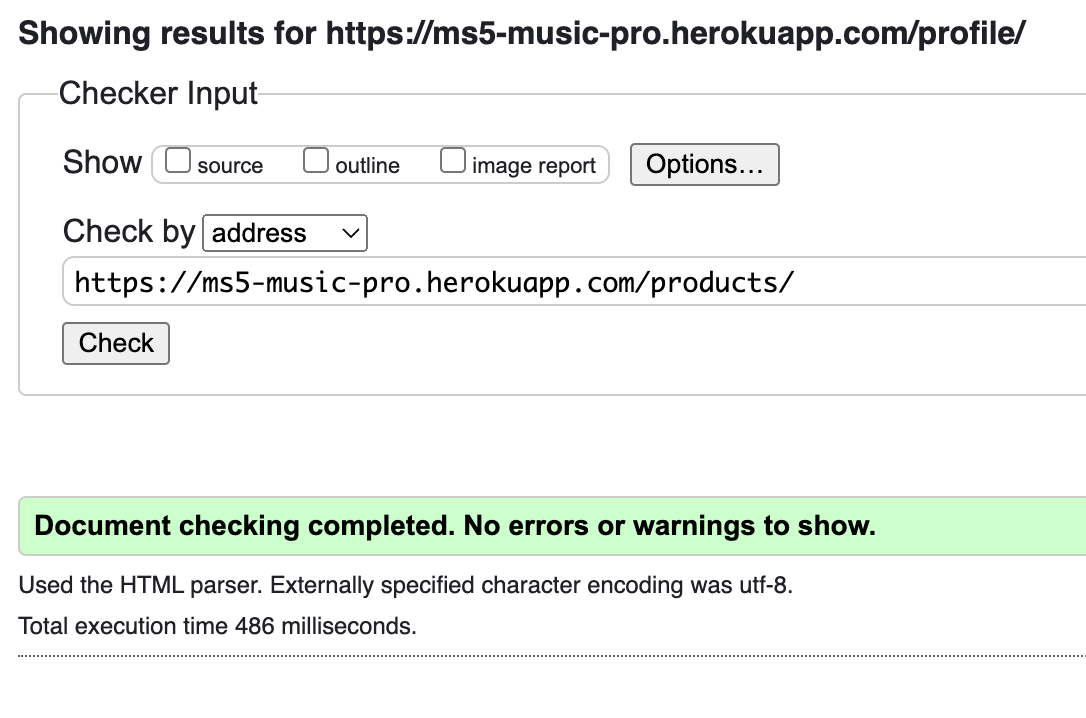 Showing results for https://ms5-music-pro.herokuapp.com/profile/
Checker Input
Show source outline image report Options...
Check by address
https://ms5-music-pro.herokuapp.com/products/
Check
Document checking completed. No errors or warnings to show.
Used the HTML parser. Externally specified character encoding was utf-8.
Total execution time 486 milliseconds.